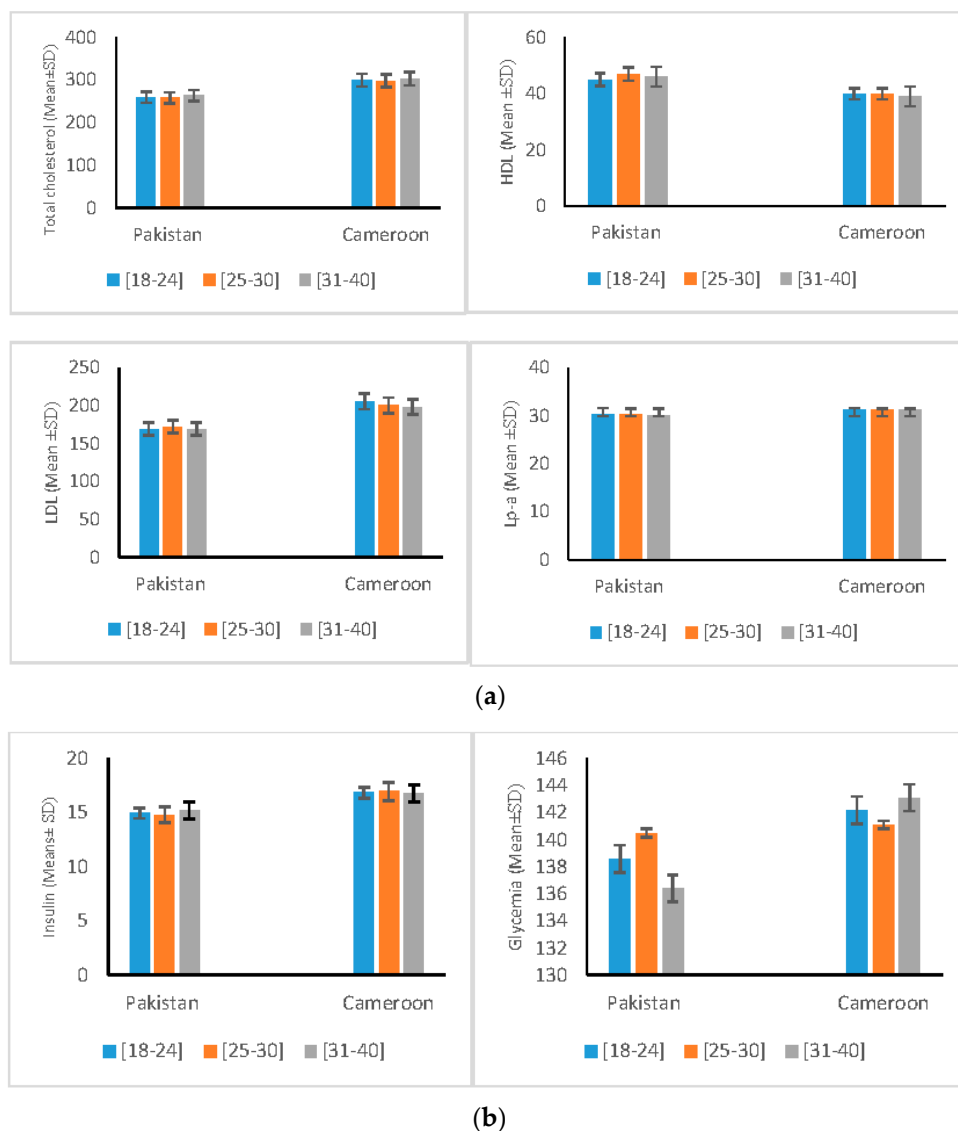 Total cholesterol (Mean±SD)
400
300
200
100
0
Pakistan Cameroon
[18-24] [25-30] [31-40]
HDL (Mean ±SD)
60
40
20
0
Pakistan Cameroon
[18-24] [25-30] [31-40]
LDL (Mean ±SD)
250
200
150
100
50
0
Pakistan Cameroon
[18-24] [25-30] [31-40]
Lp-a (Mean ±SD)
40
30
20
10
0
Pakistan Cameroon
[18-24] [25-30] [31-40]
(a)
Insulin (Means± SD)
20
15
10
5
0
Pakistan Cameroon
[18-24] [25-30] [31-40]
Glycemia (Mean±SD)
146
144
142
140
138
136
134
132
130
Pakistan Cameroon
[18-24] [25-30] [31-40]
(b)